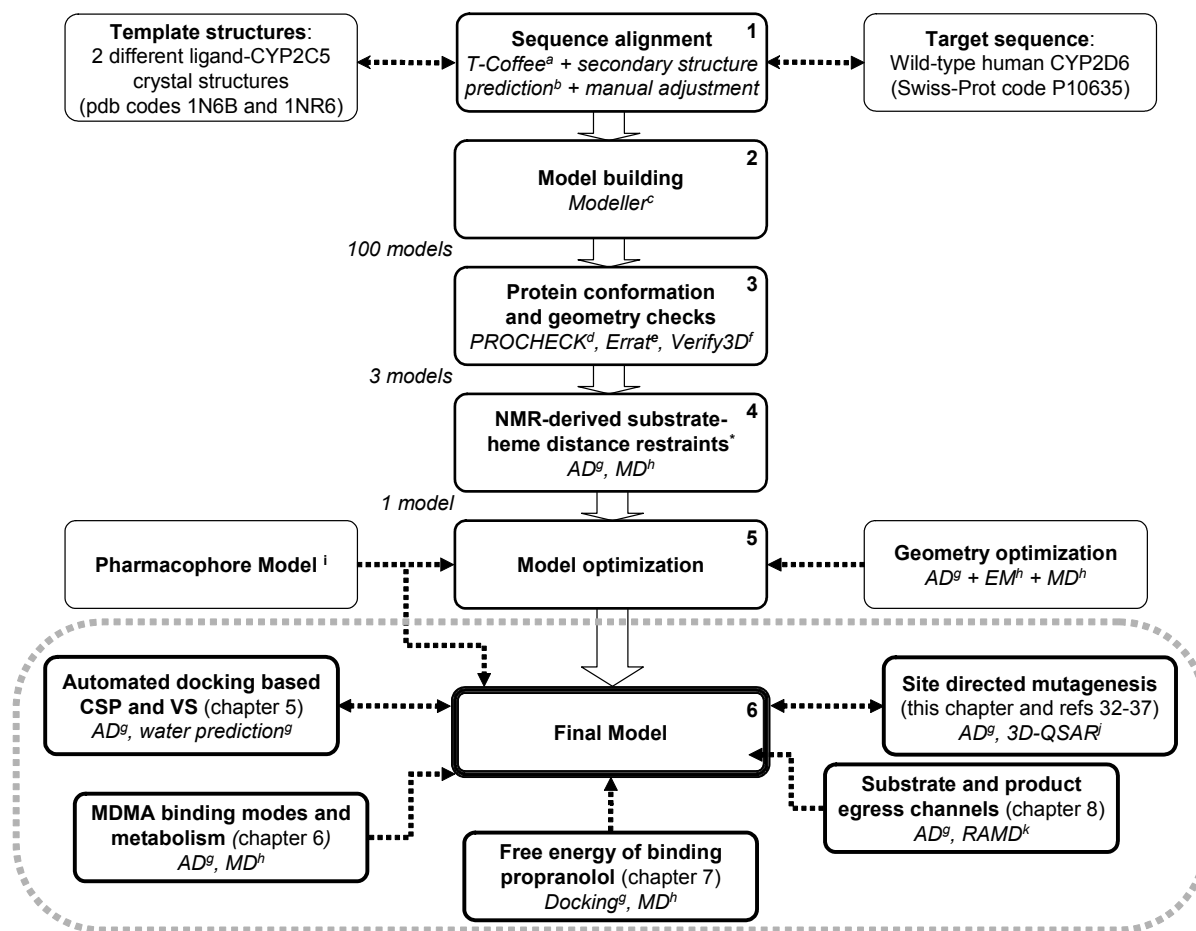 Template structures:
2 different ligand-CYP2C5
crystal structures
(pdb codes 1N6B and 1NR6)
1
Sequence alignment
T-Coffeeᵃ + secondary structure
predictionᵇ + manual adjustment
Target sequence:
Wild-type human CYP2D6
(Swiss-Prot code P10635)
2
Model building
Modellerᶜ
100 models
3
Protein conformation
and geometry checks
PROCHECKᵈ, Erratᵉ, Verify3Dᶠ
3 models
4
NMR-derived substrate-
heme distance restraints*
ADᵍ, MDʰ
1 model
Pharmacophore Model ⁱ
5
Model optimization
Geometry optimization
ADᵍ + EMʰ + MDʰ
Automated docking based
CSP and VS (chapter 5)
ADᵍ, water predictionᵍ
6
Final Model
Site directed mutagenesis
(this chapter and refs 32-37)
ADᵍ, 3D-QSARʲ
MDMA binding modes and
metabolism (chapter 6)
ADᵍ, MDʰ
Free energy of binding
propranolol (chapter 7)
Dockingᵍ, MDʰ
Substrate and product
egress channels (chapter 8)
ADᵍ, RAMDᵏ